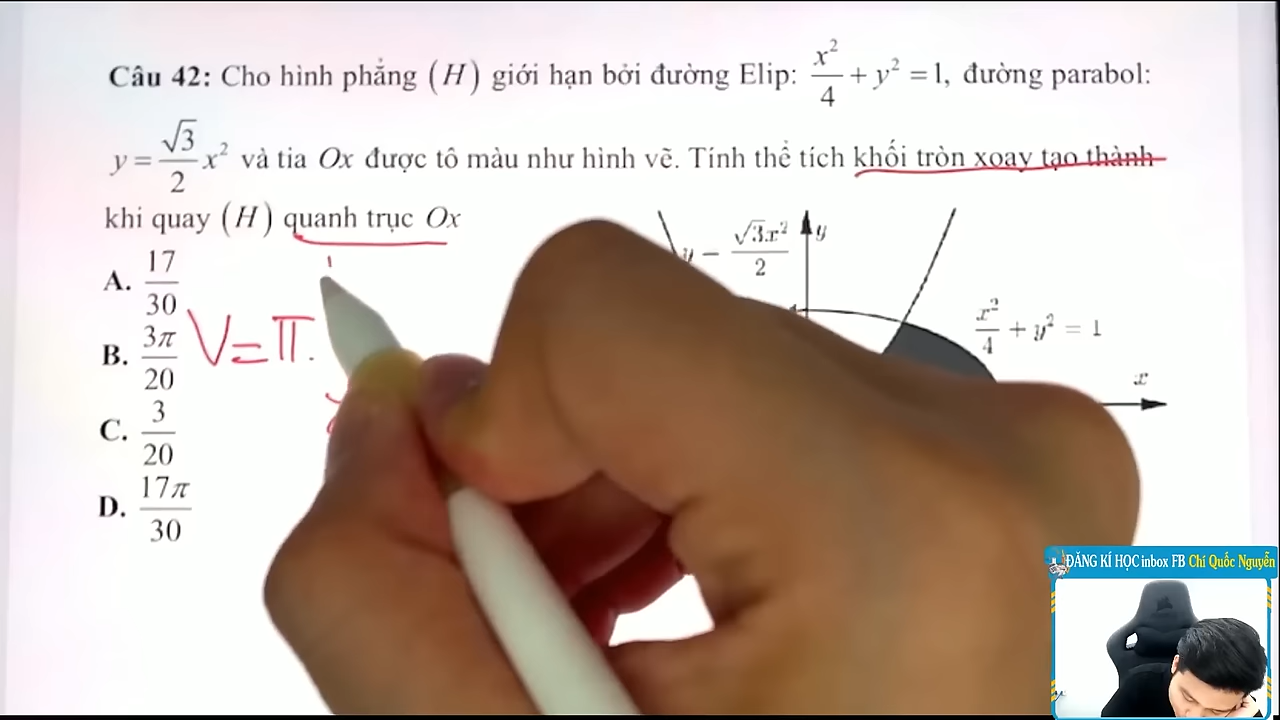 Câu 42: Cho hình phẳng (H) giới hạn bởi đường Elip: x²/4 + y² = 1, đường parabol:
y = √3/2 x² và tia Ox được tô màu như hình vẽ. Tính thể tích khối tròn xoay tạo thành
khi quay (H) quanh trục Ox
A. 17/30
B. 3π/20
C. 3/20
D. 17π/30
V=π.
y = √3x²/2
y
1
x²/4 + y² = 1
x
ĐĂNG KÍ HỌC inbox FB Chí Quốc Nguyễn